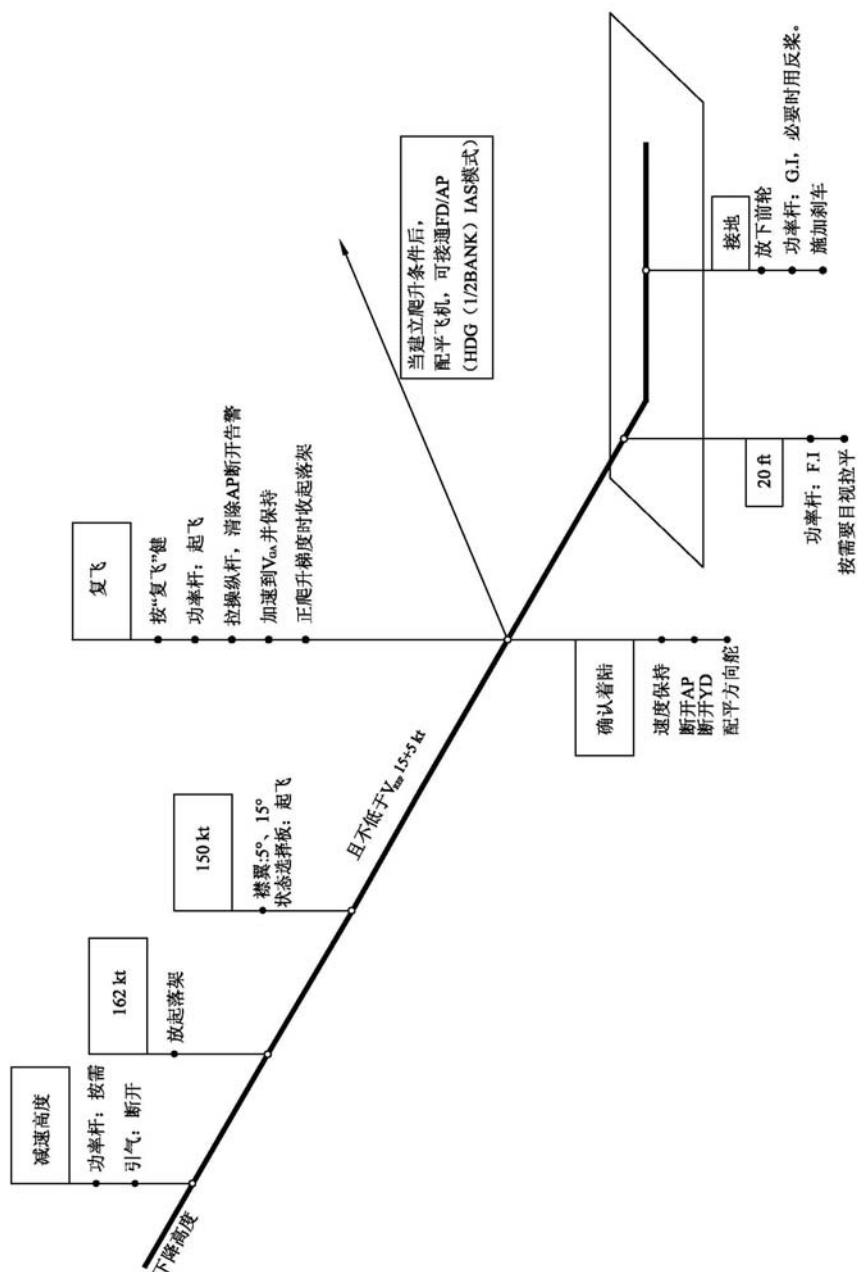 下降高度
减速高度
功率杆：按需
引气：断开
162 kt
放起落架
150 kt
襟翼:5°、15°
状态选择板：起飞
且不低于VREF 15+5 kt
复飞
按“复飞”健
功率杆：起飞
拉操纵杆，清除AP断开告警
加速到VGA并保持
正爬升梯度时收起落架
当建立爬升条件后，
配平飞机，可接通FD/AP
（HDG（1/2BANK）IAS模式）
确认着陆
速度保持
断开AP
断开YD
配平方向舵
20 ft
功率杆：F.I
按需要目视拉平
接地
放下前轮
功率杆：G.I，必要时用反桨。
施加刹车